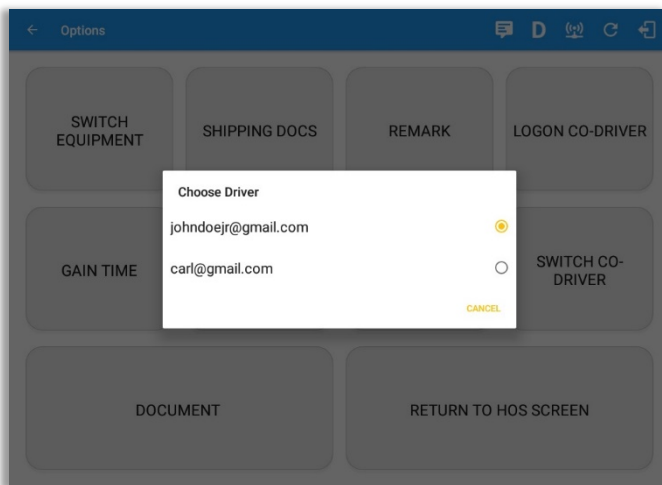 Options
D
SWITCH
EQUIPMENT
SHIPPING DOCS
REMARK
LOGON CO-DRIVER
Choose Driver
johndoejr@gmail.com
carl@gmail.com
CANCEL
GAIN TIME
SWITCH CO-
DRIVER
DOCUMENT
RETURN TO HOS SCREEN